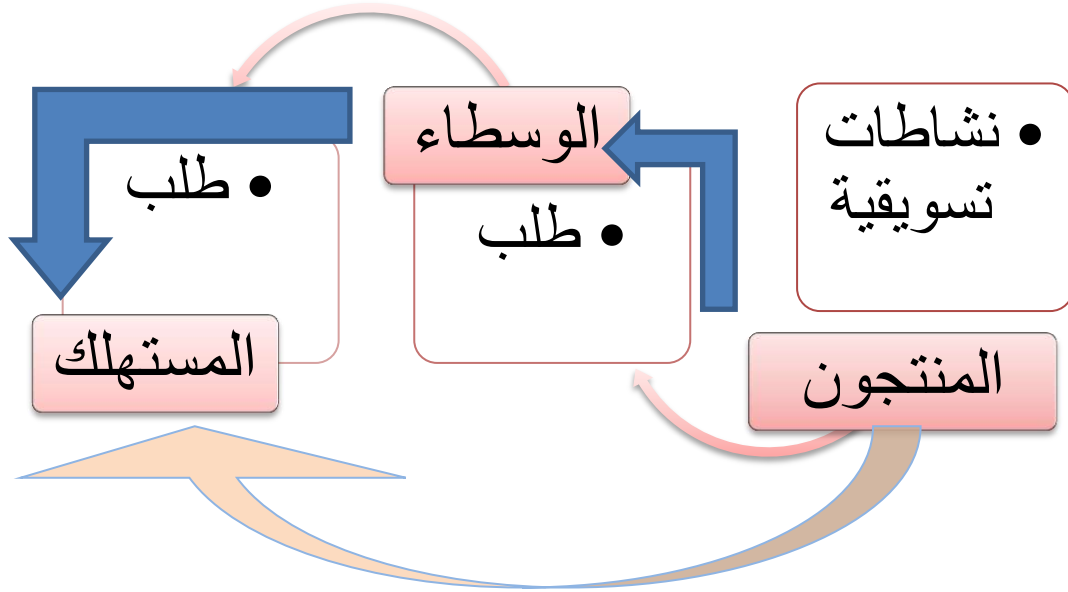 • نشاطات
تسويقية
المنتجون
الوسطاء
• طلب
• طلب
المستهلك